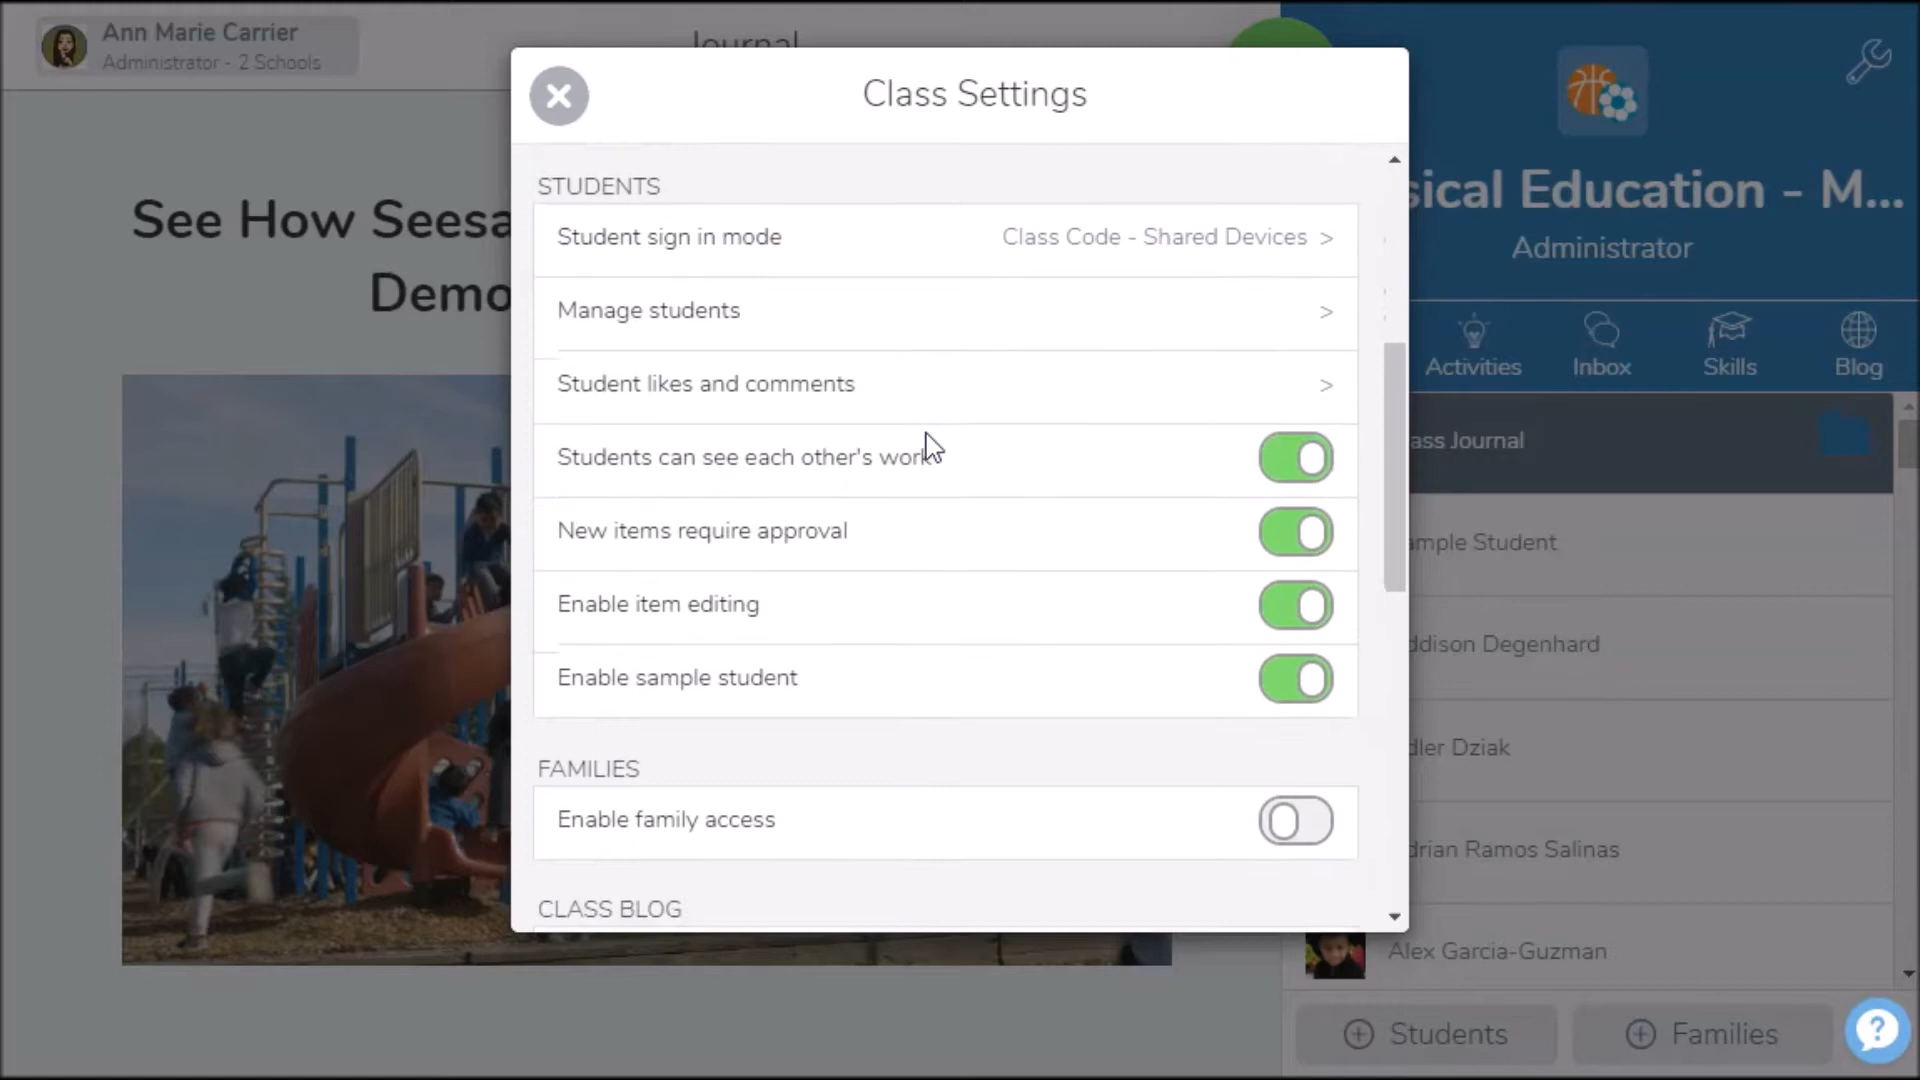 Ann Marie Carrier
Administrator - 2 Schools
Journal
See How Seesa
Demo
Class Settings
STUDENTS
Student sign in mode
Class Code - Shared Devices >
Manage students >
Student likes and comments >
Students can see each other's work
New items require approval
Enable item editing
Enable sample student
FAMILIES
Enable family access
CLASS BLOG
sical Education - M...
Administrator
Activities
Inbox
Skills
Blog
ass Journal
ample Student
ddison Degenhard
dler Dziak
drian Ramos Salinas
Alex Garcia-Guzman
Students
Families
?